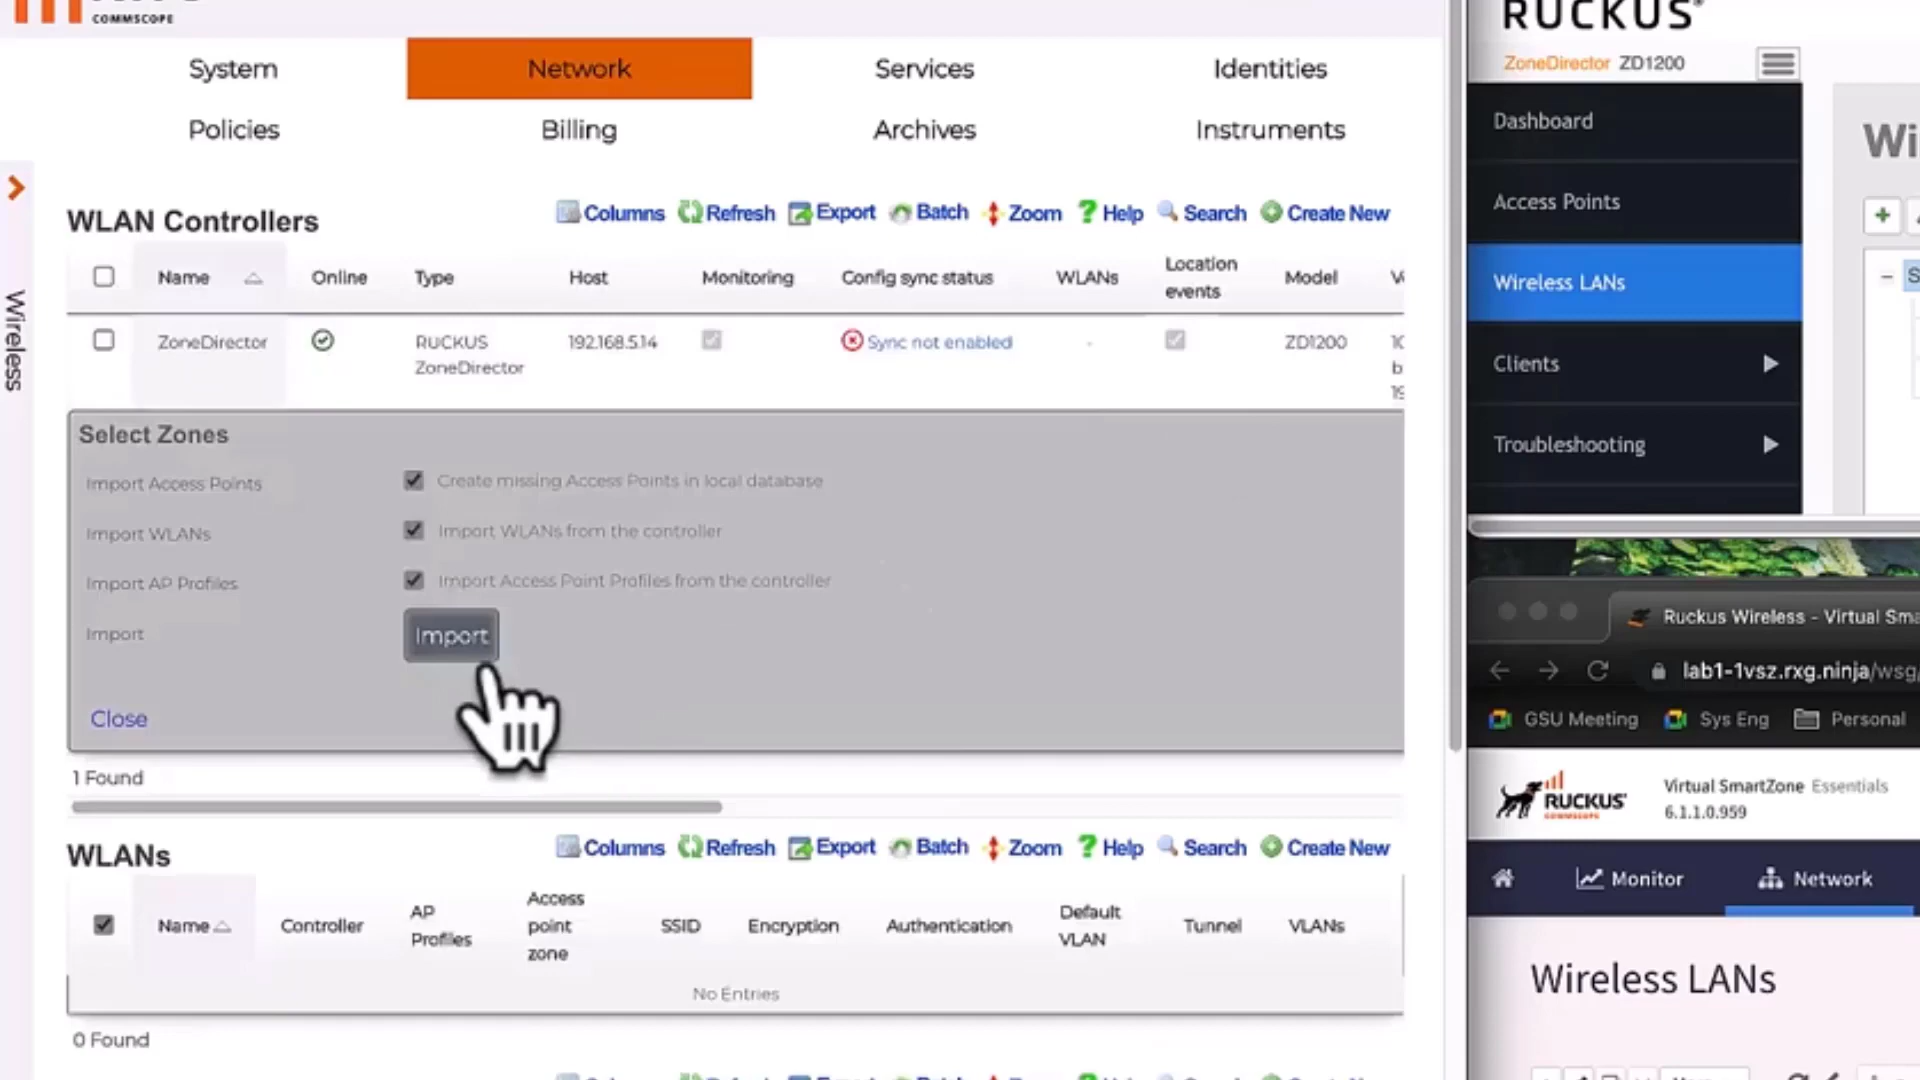 COMMSCOPE
System
Network
Services
Identities
Policies
Billing
Archives
Instruments
Wireless
WLAN Controllers
Columns Refresh Export Batch Zoom Help Search Create New
Name Online Type Host Monitoring Config sync status WLANs Location events Model
ZoneDirector RUCKUS ZoneDirector 192.168.5.14 Sync not enabled - ZD1200
Select Zones
Import Access Points Create missing Access Points in local database
Import WLANs Import WLANs from the controller
Import AP Profiles Import Access Point Profiles from the controller
Import Import
Close
1 Found
WLANs
Columns Refresh Export Batch Zoom Help Search Create New
Name Controller AP Profiles Access point zone SSID Encryption Authentication Default VLAN Tunnel VLANs
No Entries
0 Found
RUCKUS
ZoneDirector ZD1200
Dashboard
Access Points
Wireless LANs
Clients
Troubleshooting
Wi
Ruckus Wireless - Virtual Sma
lab1-1vsz.rxg.ninja/wsg/
GSU Meeting Sys Eng Personal
RUCKUS
COMMSCOPE
Virtual SmartZone Essentials
6.1.1.0.959
Monitor Network
Wireless LANs